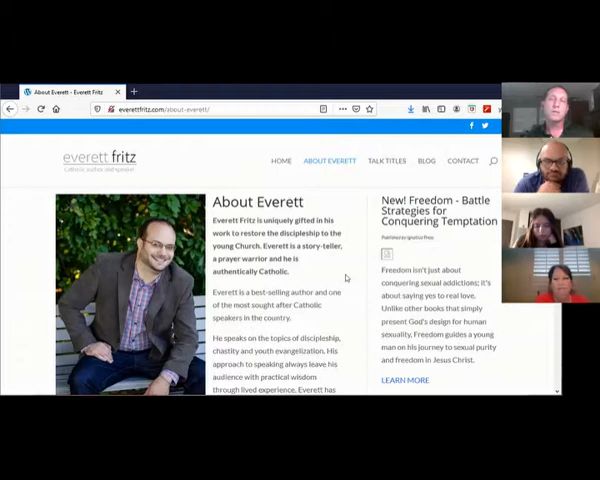 About Everett - Everett Fritz
everettfritz.com/about-everett/
everett fritz
Catholic author and speaker
HOME
ABOUT EVERETT
TALK TITLES
BLOG
CONTACT
About Everett
Everett Fritz is uniquely gifted in his
work to restore the discipleship to the
young Church. Everett is a story-teller,
a prayer warrior and he is
authentically Catholic.
Everett is a best-selling author and one
of the most sought after Catholic
speakers in the country.
He speaks on the topics of discipleship,
chastity and youth evangelization. His
approach to speaking always leave his
audience with practical wisdom
through lived experience. Everett has
New! Freedom - Battle
Strategies for
Conquering Temptation
Published by Ignatius Press
Freedom isn't just about
conquering sexual addictions; it's
about saying yes to real love.
Unlike other books that simply
present God's design for human
sexuality, Freedom guides a young
man on his journey to sexual purity
and freedom in Jesus Christ.
LEARN MORE